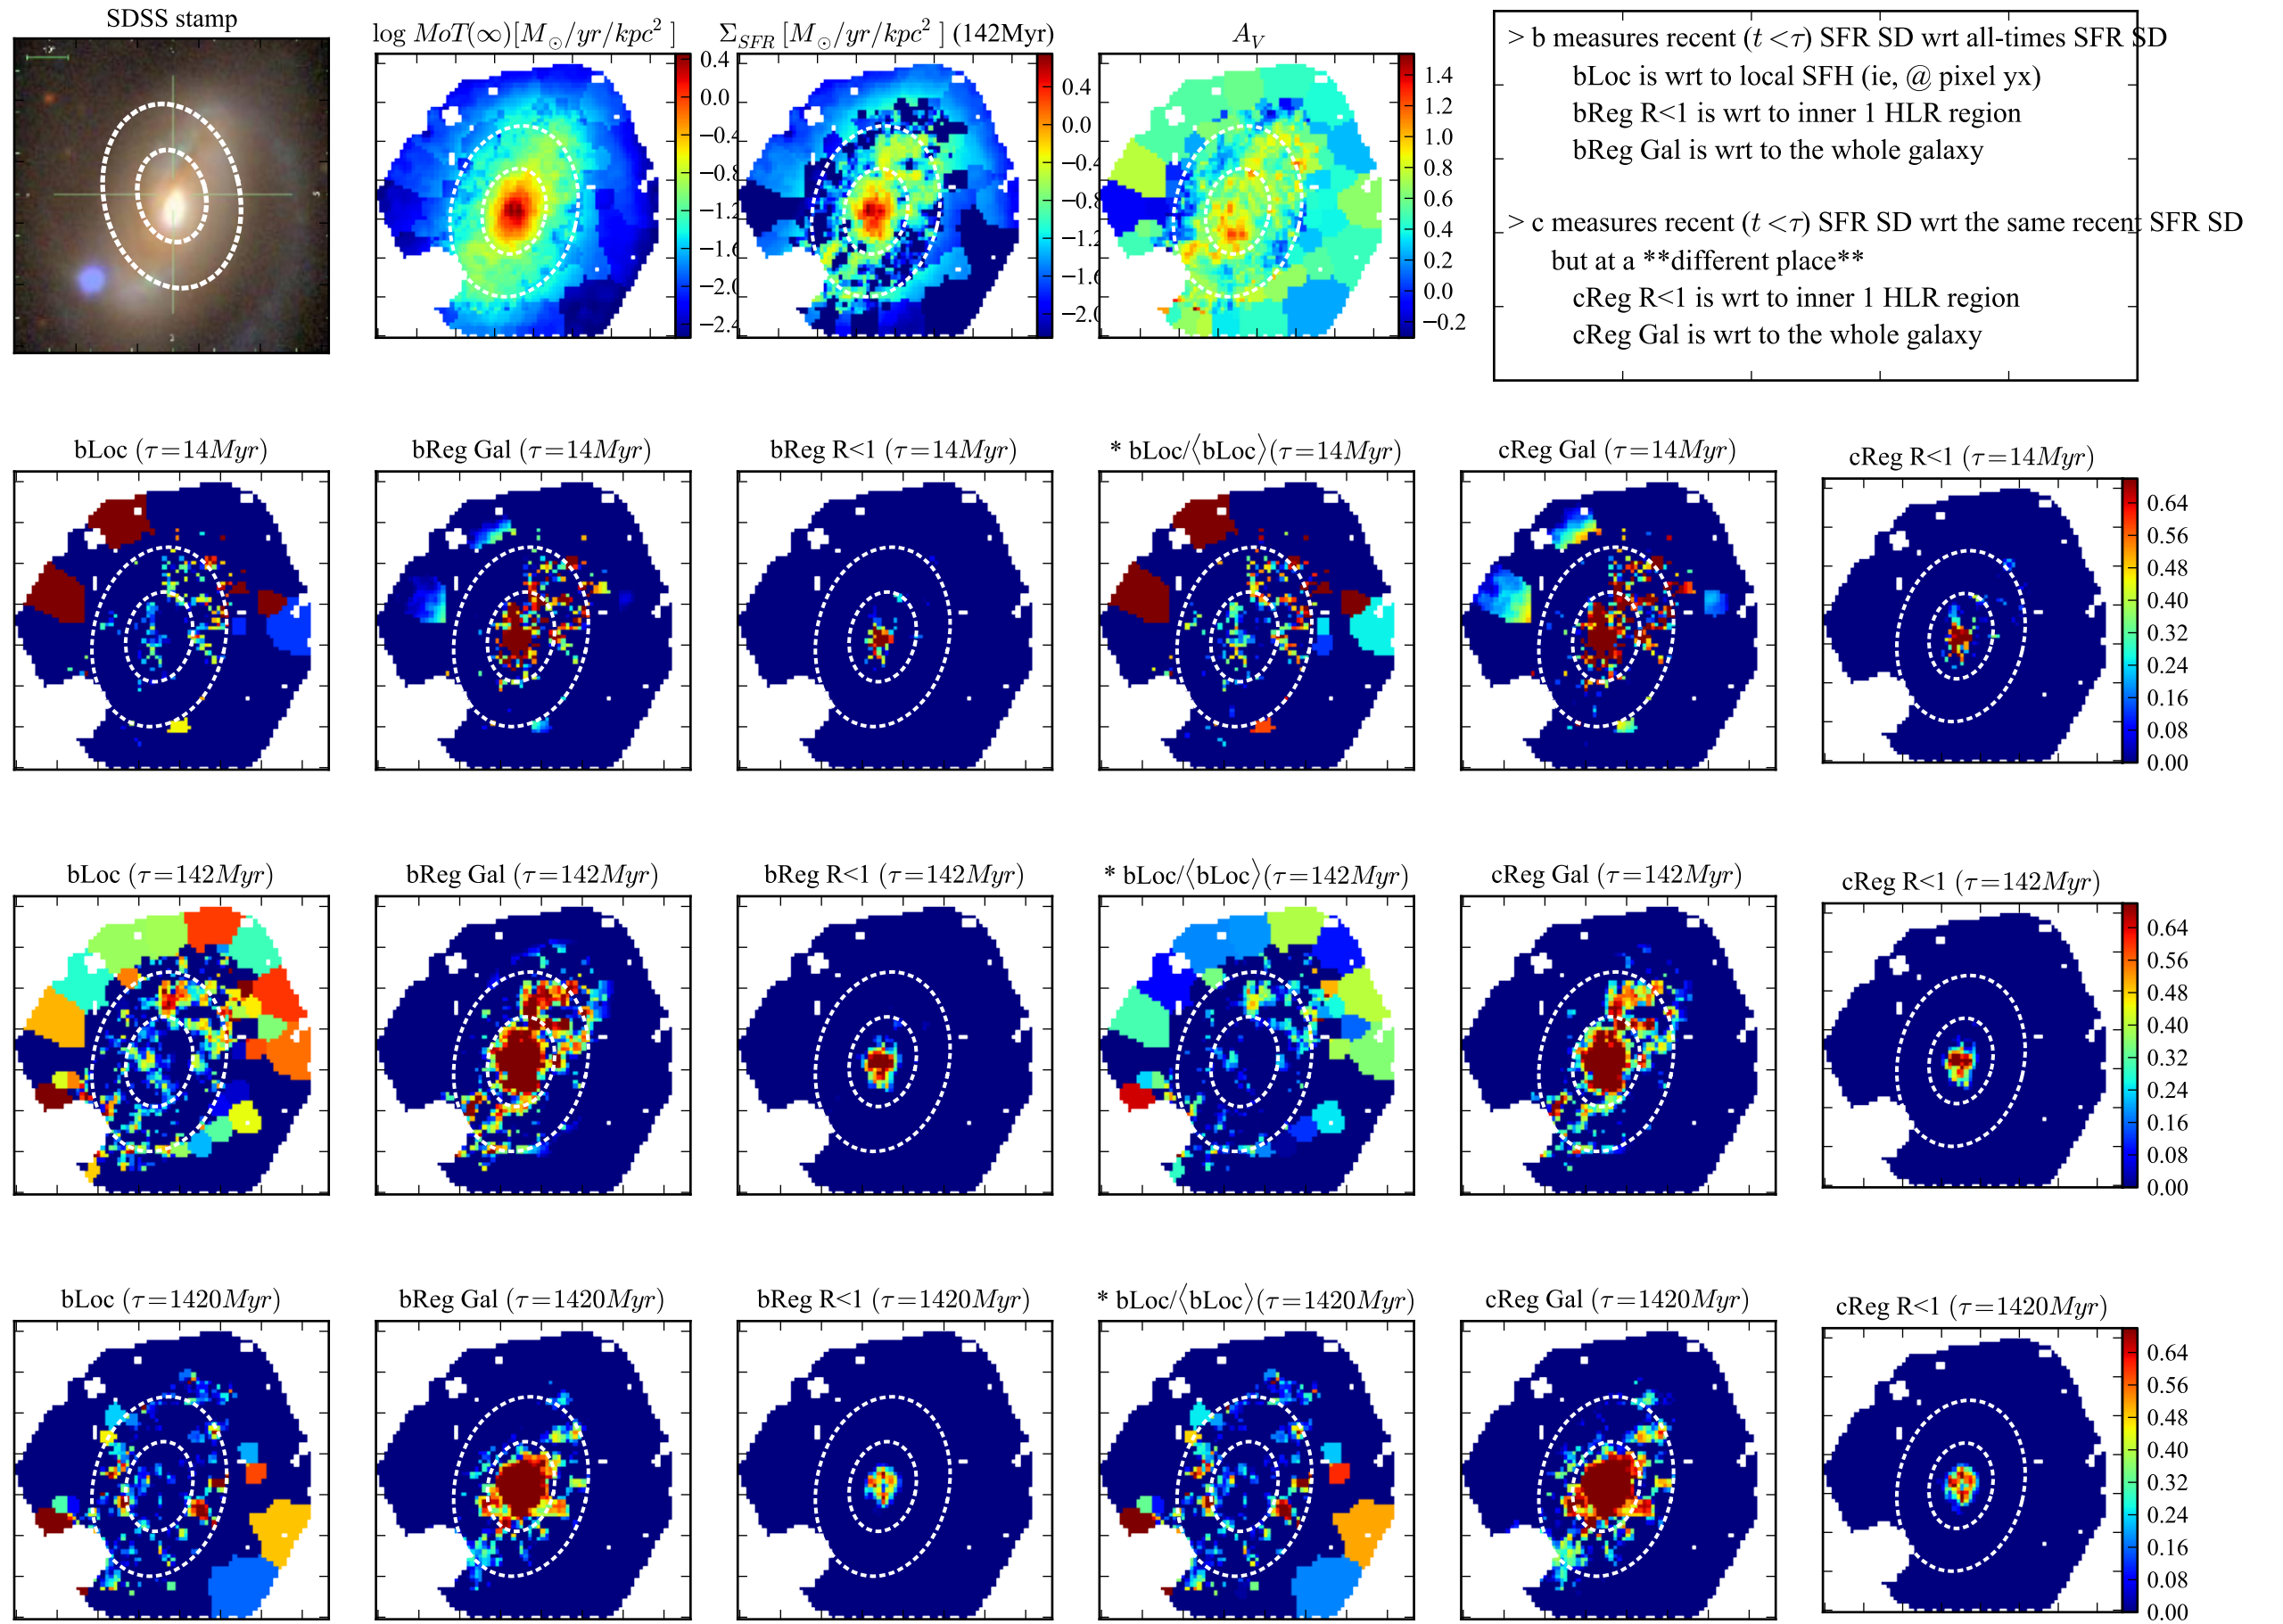 SDSS stamp
log MoT(∞)[M⊙/yr/kpc² ]
Σ_SFR [M⊙/yr/kpc² ] (142Myr)
A_V
0.4
0.0
−0.4
−0.8
−1.2
−1.6
−2.0
−2.4
0.4
0.0
−0.4
−0.8
−1.2
−1.6
−2.0
1.4
1.2
1.0
0.8
0.6
0.4
0.2
0.0
−0.2
> b measures recent (t <τ) SFR SD wrt all-times SFR SD
bLoc is wrt to local SFH (ie, @ pixel yx)
bReg R<1 is wrt to inner 1 HLR region
bReg Gal is wrt to the whole galaxy
> c measures recent (t <τ) SFR SD wrt the same recent SFR SD
but at a **different place**
cReg R<1 is wrt to inner 1 HLR region
cReg Gal is wrt to the whole galaxy
bLoc (τ=14Myr)
bReg Gal (τ=14Myr)
bReg R<1 (τ=14Myr)
* bLoc/⟨bLoc⟩(τ=14Myr)
cReg Gal (τ=14Myr)
cReg R<1 (τ=14Myr)
0.64
0.56
0.48
0.40
0.32
0.24
0.16
0.08
0.00
bLoc (τ=142Myr)
bReg Gal (τ=142Myr)
bReg R<1 (τ=142Myr)
* bLoc/⟨bLoc⟩(τ=142Myr)
cReg Gal (τ=142Myr)
cReg R<1 (τ=142Myr)
0.64
0.56
0.48
0.40
0.32
0.24
0.16
0.08
0.00
bLoc (τ=1420Myr)
bReg Gal (τ=1420Myr)
bReg R<1 (τ=1420Myr)
* bLoc/⟨bLoc⟩(τ=1420Myr)
cReg Gal (τ=1420Myr)
cReg R<1 (τ=1420Myr)
0.64
0.56
0.48
0.40
0.32
0.24
0.16
0.08
0.00